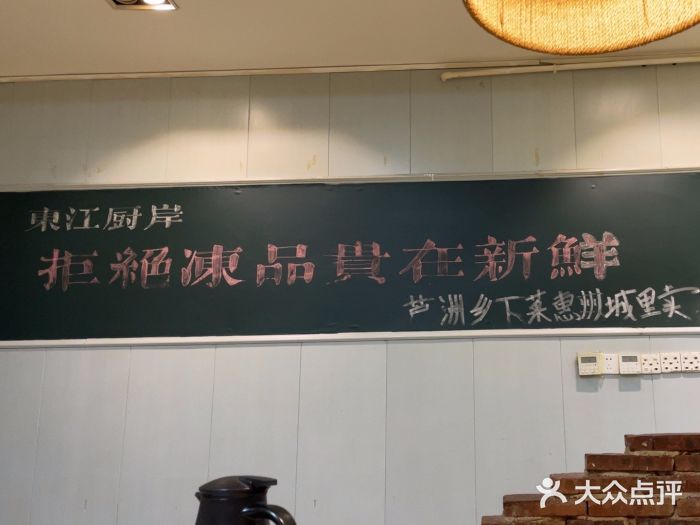 東江厨岸
拒絕凍品貴在新鮮
芦洲乡下菜惠州城里实
大众点评